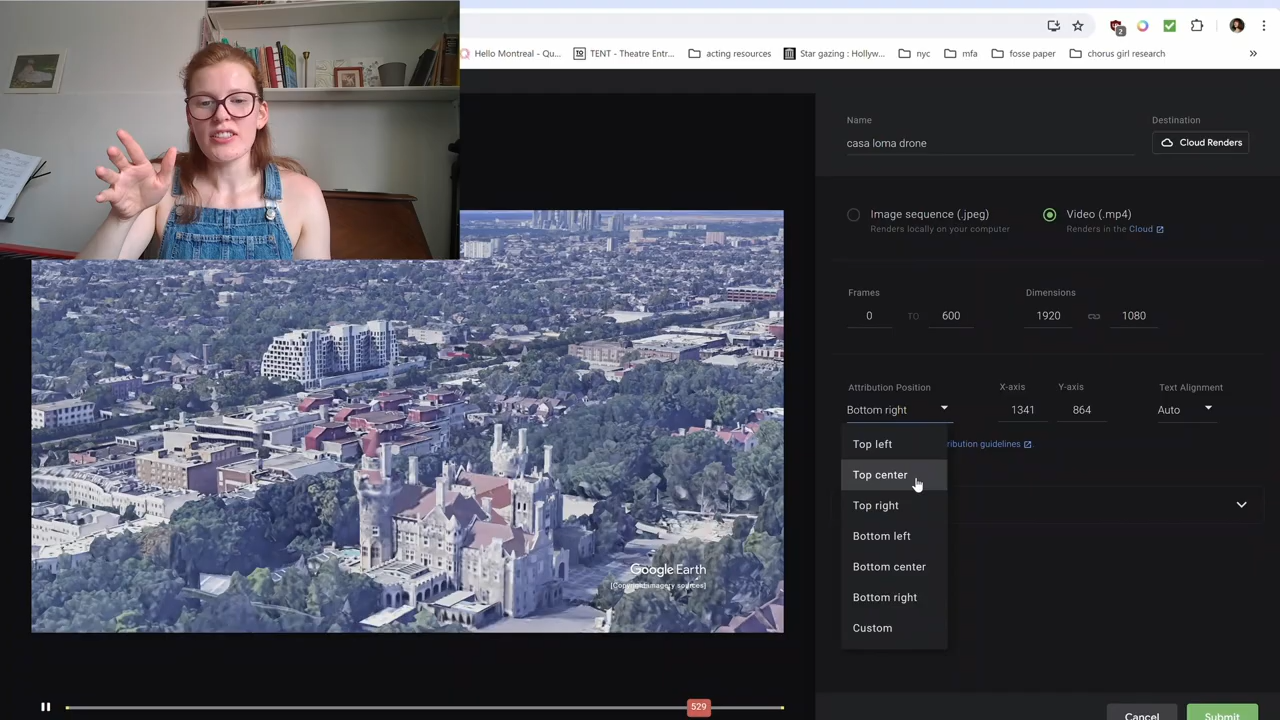 2
Hello Montreal - Qu...
TO TENT - Theatre Entr...
acting resources
Star gazing : Hollyw...
nyc
mfa
fosse paper
chorus girl research
»
Name
Destination
casa loma drone
Cloud Renders
Image sequence (.jpeg)
Video (.mp4)
Renders locally on your computer
Renders in the Cloud
Frames
Dimensions
0 TO 600
1920
1080
Attribution Position
X-axis
Y-axis
Text Alignment
Bottom right
1341
864
Auto
Top left
ribution guidelines
Top center
Top right
Bottom left
Bottom center
Bottom right
Custom
Google Earth
529
Cancel
Submit